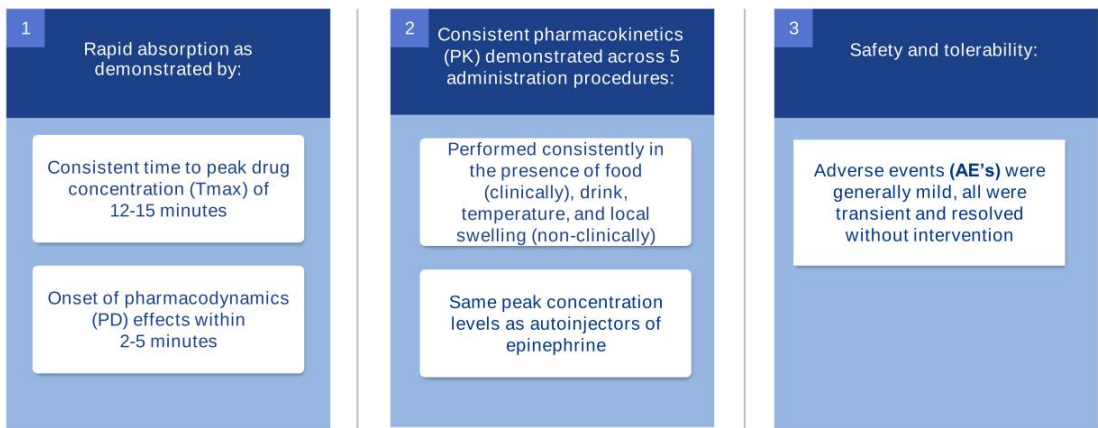 1
Rapid absorption as
demonstrated by:
Consistent time to peak drug
concentration (Tmax) of
12-15 minutes
Onset of pharmacodynamics
(PD) effects within
2-5 minutes
2
Consistent pharmacokinetics
(PK) demonstrated across 5
administration procedures:
Performed consistently in
the presence of food
(clinically), drink,
temperature, and local
swelling (non-clinically)
Same peak concentration
levels as autoinjectors of
epinephrine
3
Safety and tolerability:
Adverse events (AE’s) were
generally mild, all were
transient and resolved
without intervention